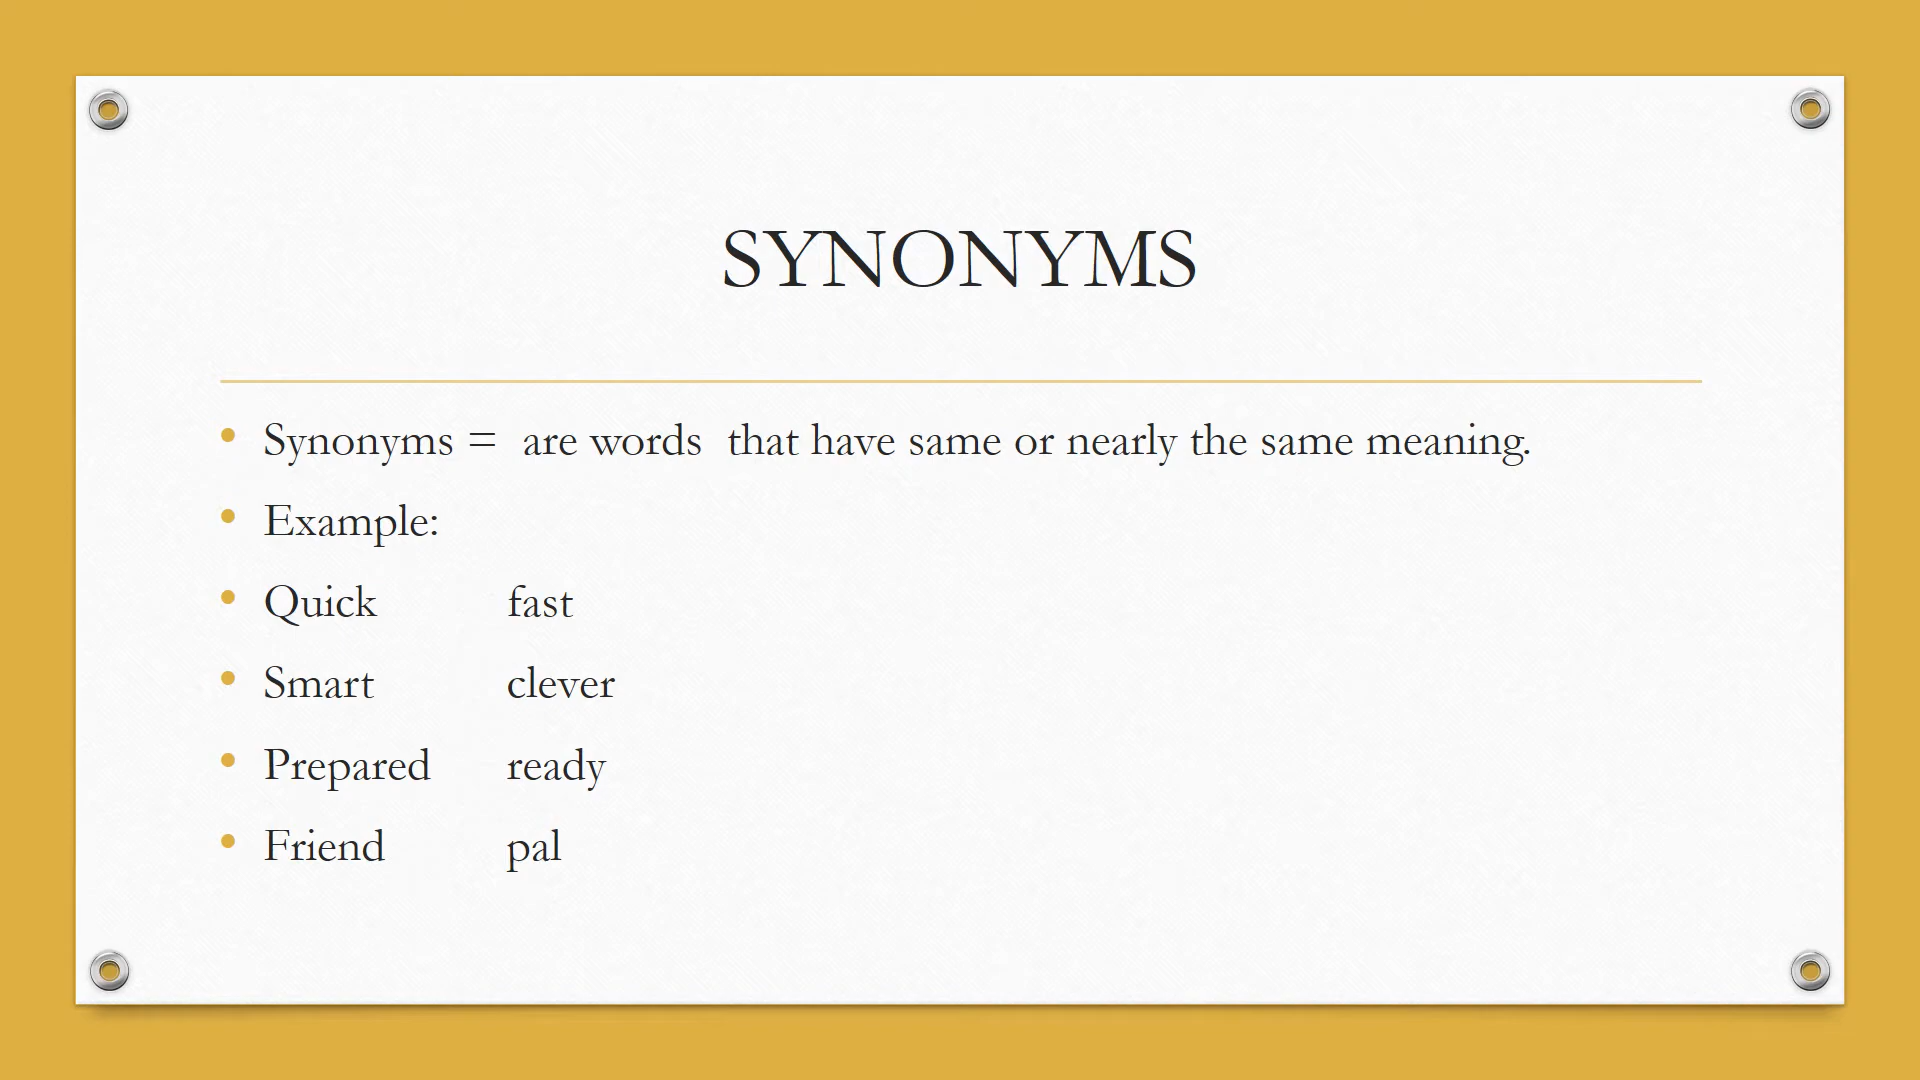 SYNONYMS
• Synonyms =  are words  that have same or nearly the same meaning.
• Example:
• Quick fast
• Smart clever
• Prepared ready
• Friend pal